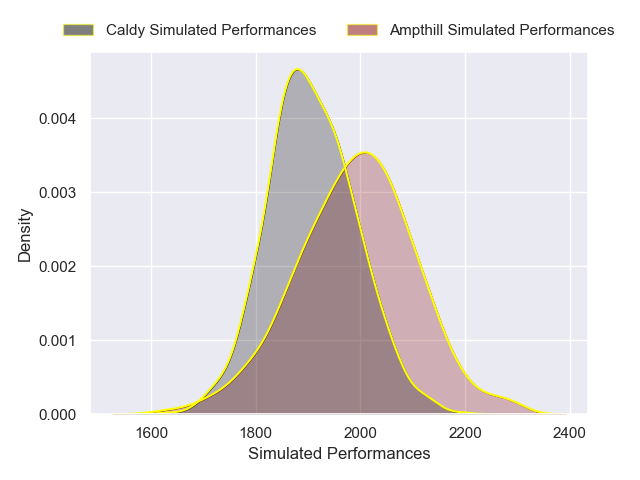 Caldy Simulated Performances Ampthill Simulated Performances
0.004
0.003
0.002
0.001
0.000
Density
1600 1800 2000 2200 2400
Simulated Performances